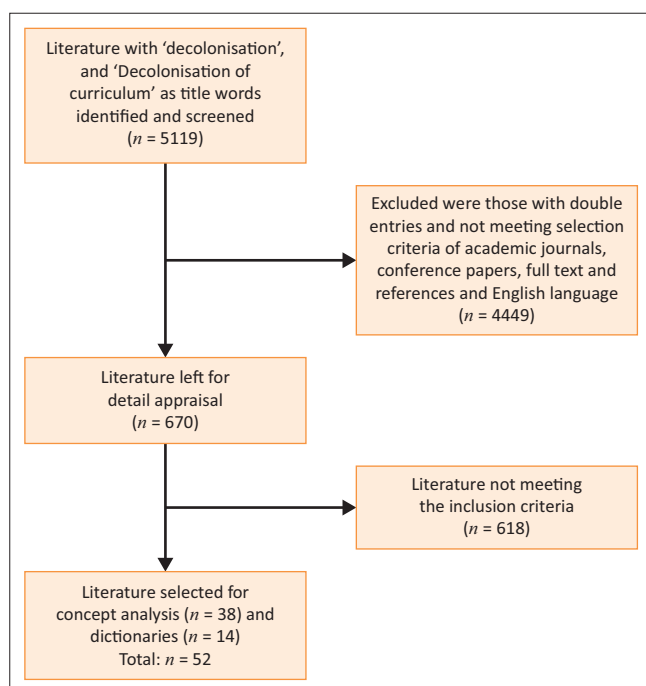 Literature with ‘decolonisation’,
and ‘Decolonisation of
curriculum’ as title words
identified and screened
(n = 5119)
Excluded were those with double
entries and not meeting selection
criteria of academic journals,
conference papers, full text and
references and English language
(n = 4449)
Literature left for
detail appraisal
(n = 670)
Literature not meeting
the inclusion criteria
(n = 618)
Literature selected for
concept analysis (n = 38) and
dictionaries (n = 14)
Total: n = 52